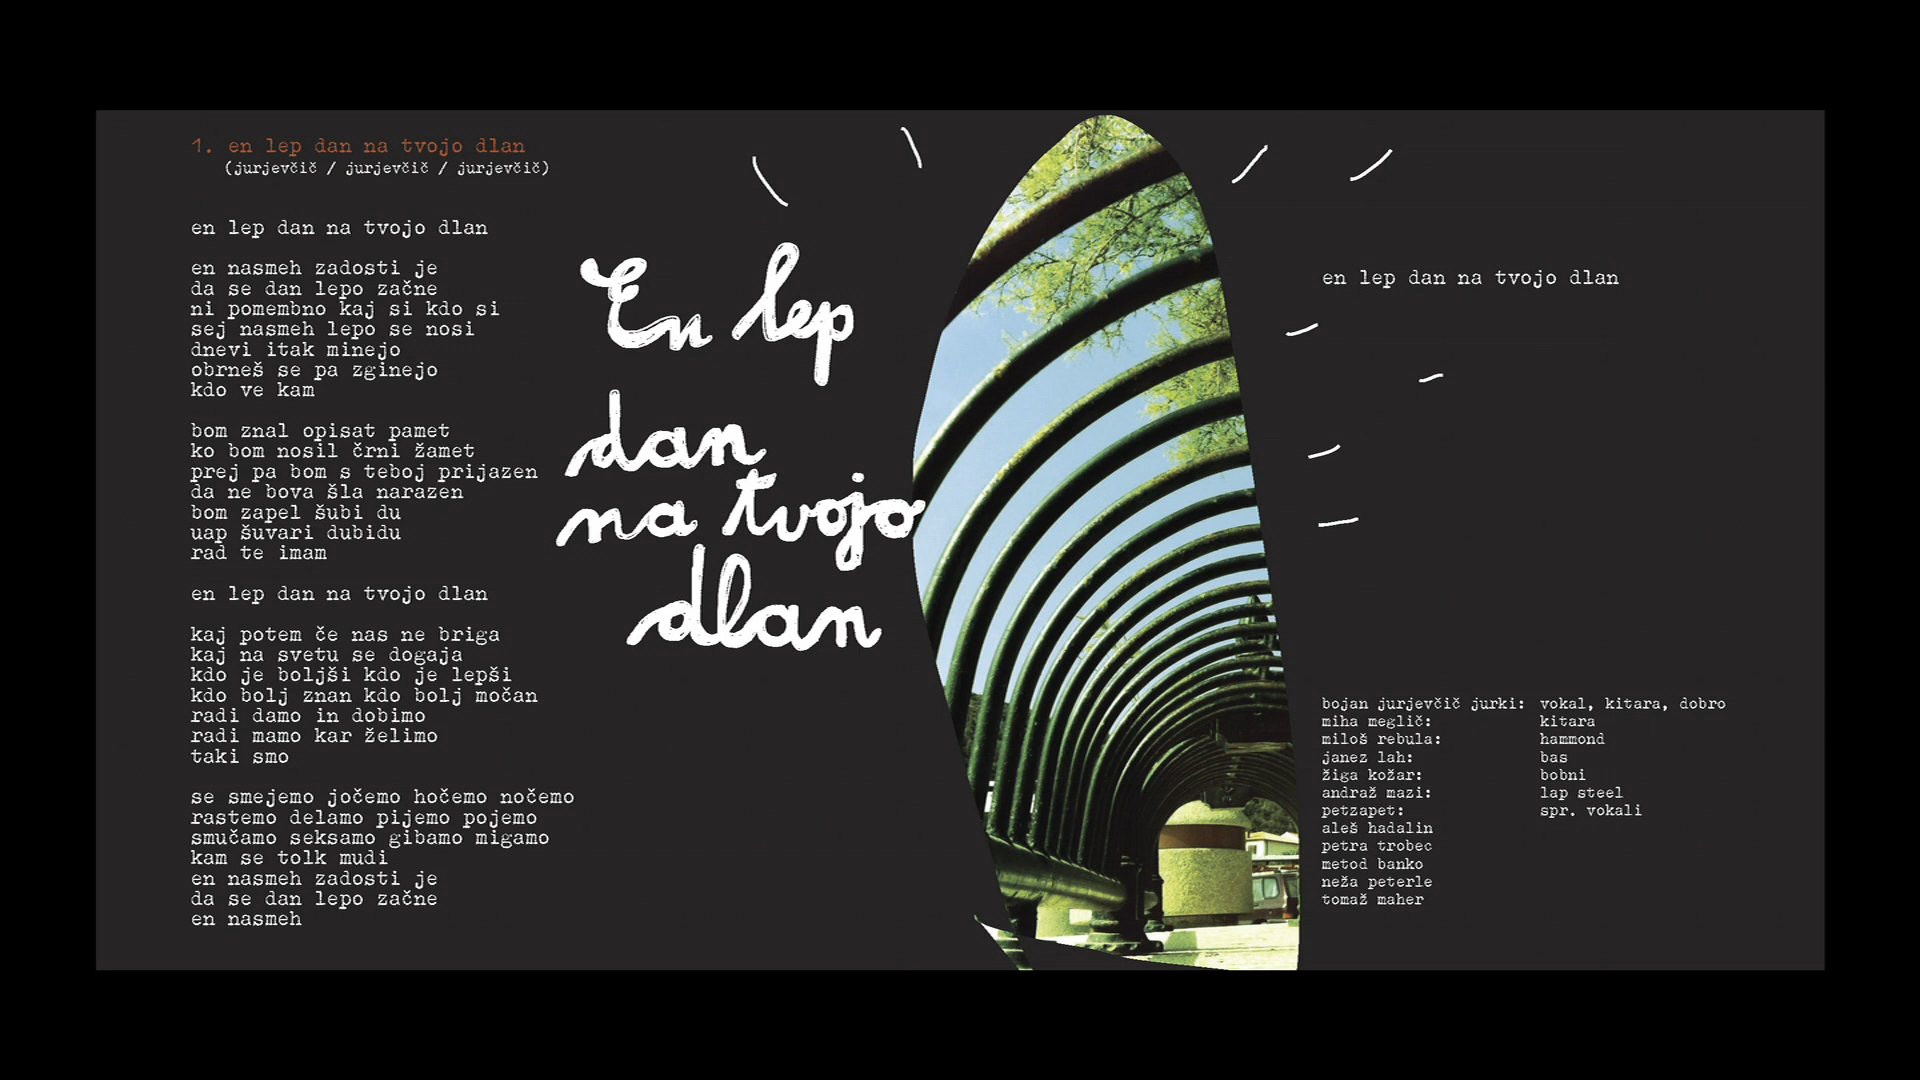 1. en lep dan na tvojo dlan
(jurjevčič / jurjevčič / jurjevčič)
en lep dan na tvojo dlan
en nasmeh zadosti je
da se dan lepo začne
ni pomembno kaj si kdo si
sej nasmeh lepo se nosi
dnevi itak minejo
obrneš se pa zginejo
kdo ve kam
bom znal opisat pamet
ko bom nosil črni žamet
prej pa bom s teboj prijazen
da ne bova šla narazen
bom zapel šubi du
uap šuvari dubidu
rad te imam
en lep dan na tvojo dlan
kaj potem če nas ne briga
kaj na svetu se dogaja
kdo je boljši kdo je lepši
kdo bolj znan kdo bolj močan
radi damo in dobimo
radi mamo kar želimo
taki smo
se smejemo jočemo hočemo nočemo
rastemo delamo pijemo pojemo
smučamo seksamo gibamo migamo
kam se tolk mudi
en nasmeh zadosti je
da se dan lepo začne
en nasmeh
En lep
dan
na tvojo
dlan
en lep dan na tvojo dlan
bojan jurjevčič jurki: vokal, kitara, dobro
miha meglič: kitara
miloš rebula: hammond
janez lah: bas
žiga kožar: bobni
andraž mazi: lap steel
petzapet: spr. vokali
aleš hadalin
petra trobec
metod banko
neža peterle
tomaž maher